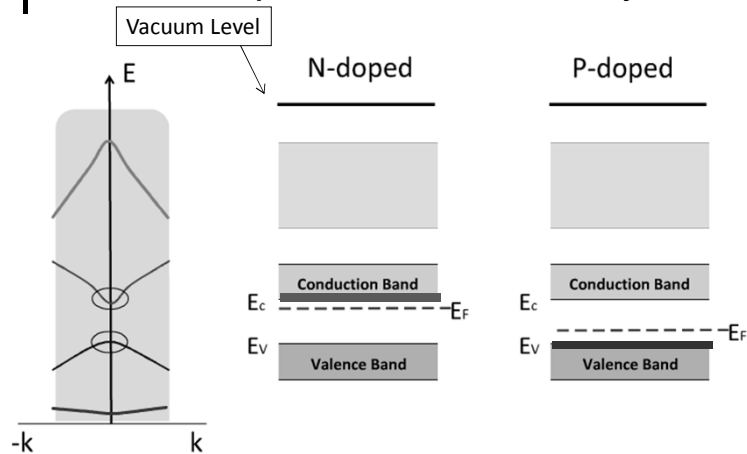 Vacuum Level
E
N-doped
P-doped
Conduction Band
Conduction Band
Ec
EF
Ec
EF
EV
EV
Valence Band
Valence Band
-k
k